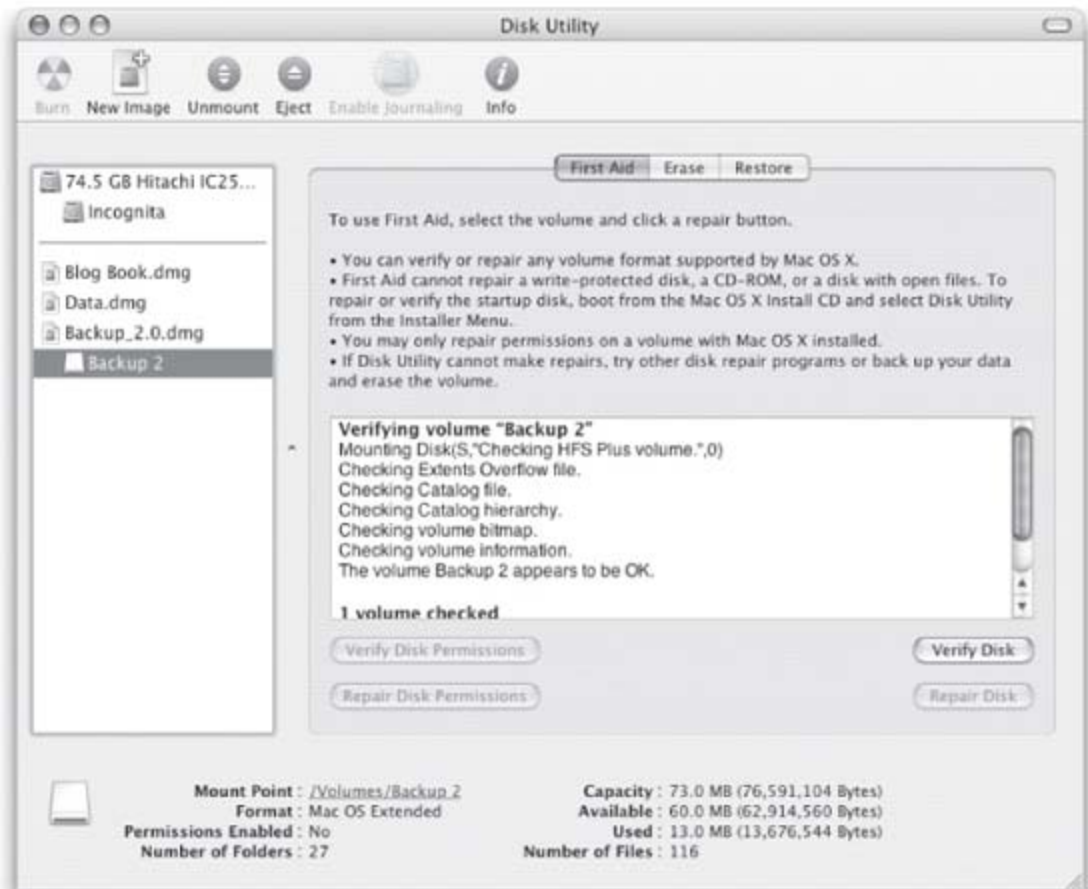 Disk Utility
Burn New Image Unmount Eject Enable Journaling Info
74.5 GB Hitachi IC25...
Incognita
Blog Book.dmg
Data.dmg
Backup_2.0.dmg
Backup 2
First Aid Erase Restore
To use First Aid, select the volume and click a repair button.
• You can verify or repair any volume format supported by Mac OS X.
• First Aid cannot repair a write-protected disk, a CD-ROM, or a disk with open files. To
repair or verify the startup disk, boot from the Mac OS X Install CD and select Disk Utility
from the Installer Menu.
• You may only repair permissions on a volume with Mac OS X installed.
• If Disk Utility cannot make repairs, try other disk repair programs or back up your data
and erase the volume.
Verifying volume "Backup 2"
Mounting Disk(S,"Checking HFS Plus volume.",0)
Checking Extents Overflow file.
Checking Catalog file.
Checking Catalog hierarchy.
Checking volume bitmap.
Checking volume information.
The volume Backup 2 appears to be OK.
1 volume checked
Verify Disk Permissions Verify Disk
Repair Disk Permissions Repair Disk
Mount Point : /Volumes/Backup 2 Capacity : 73.0 MB (76,591,104 Bytes)
Format : Mac OS Extended Available : 60.0 MB (62,914,560 Bytes)
Permissions Enabled : No Used : 13.0 MB (13,676,544 Bytes)
Number of Folders : 27 Number of Files : 116